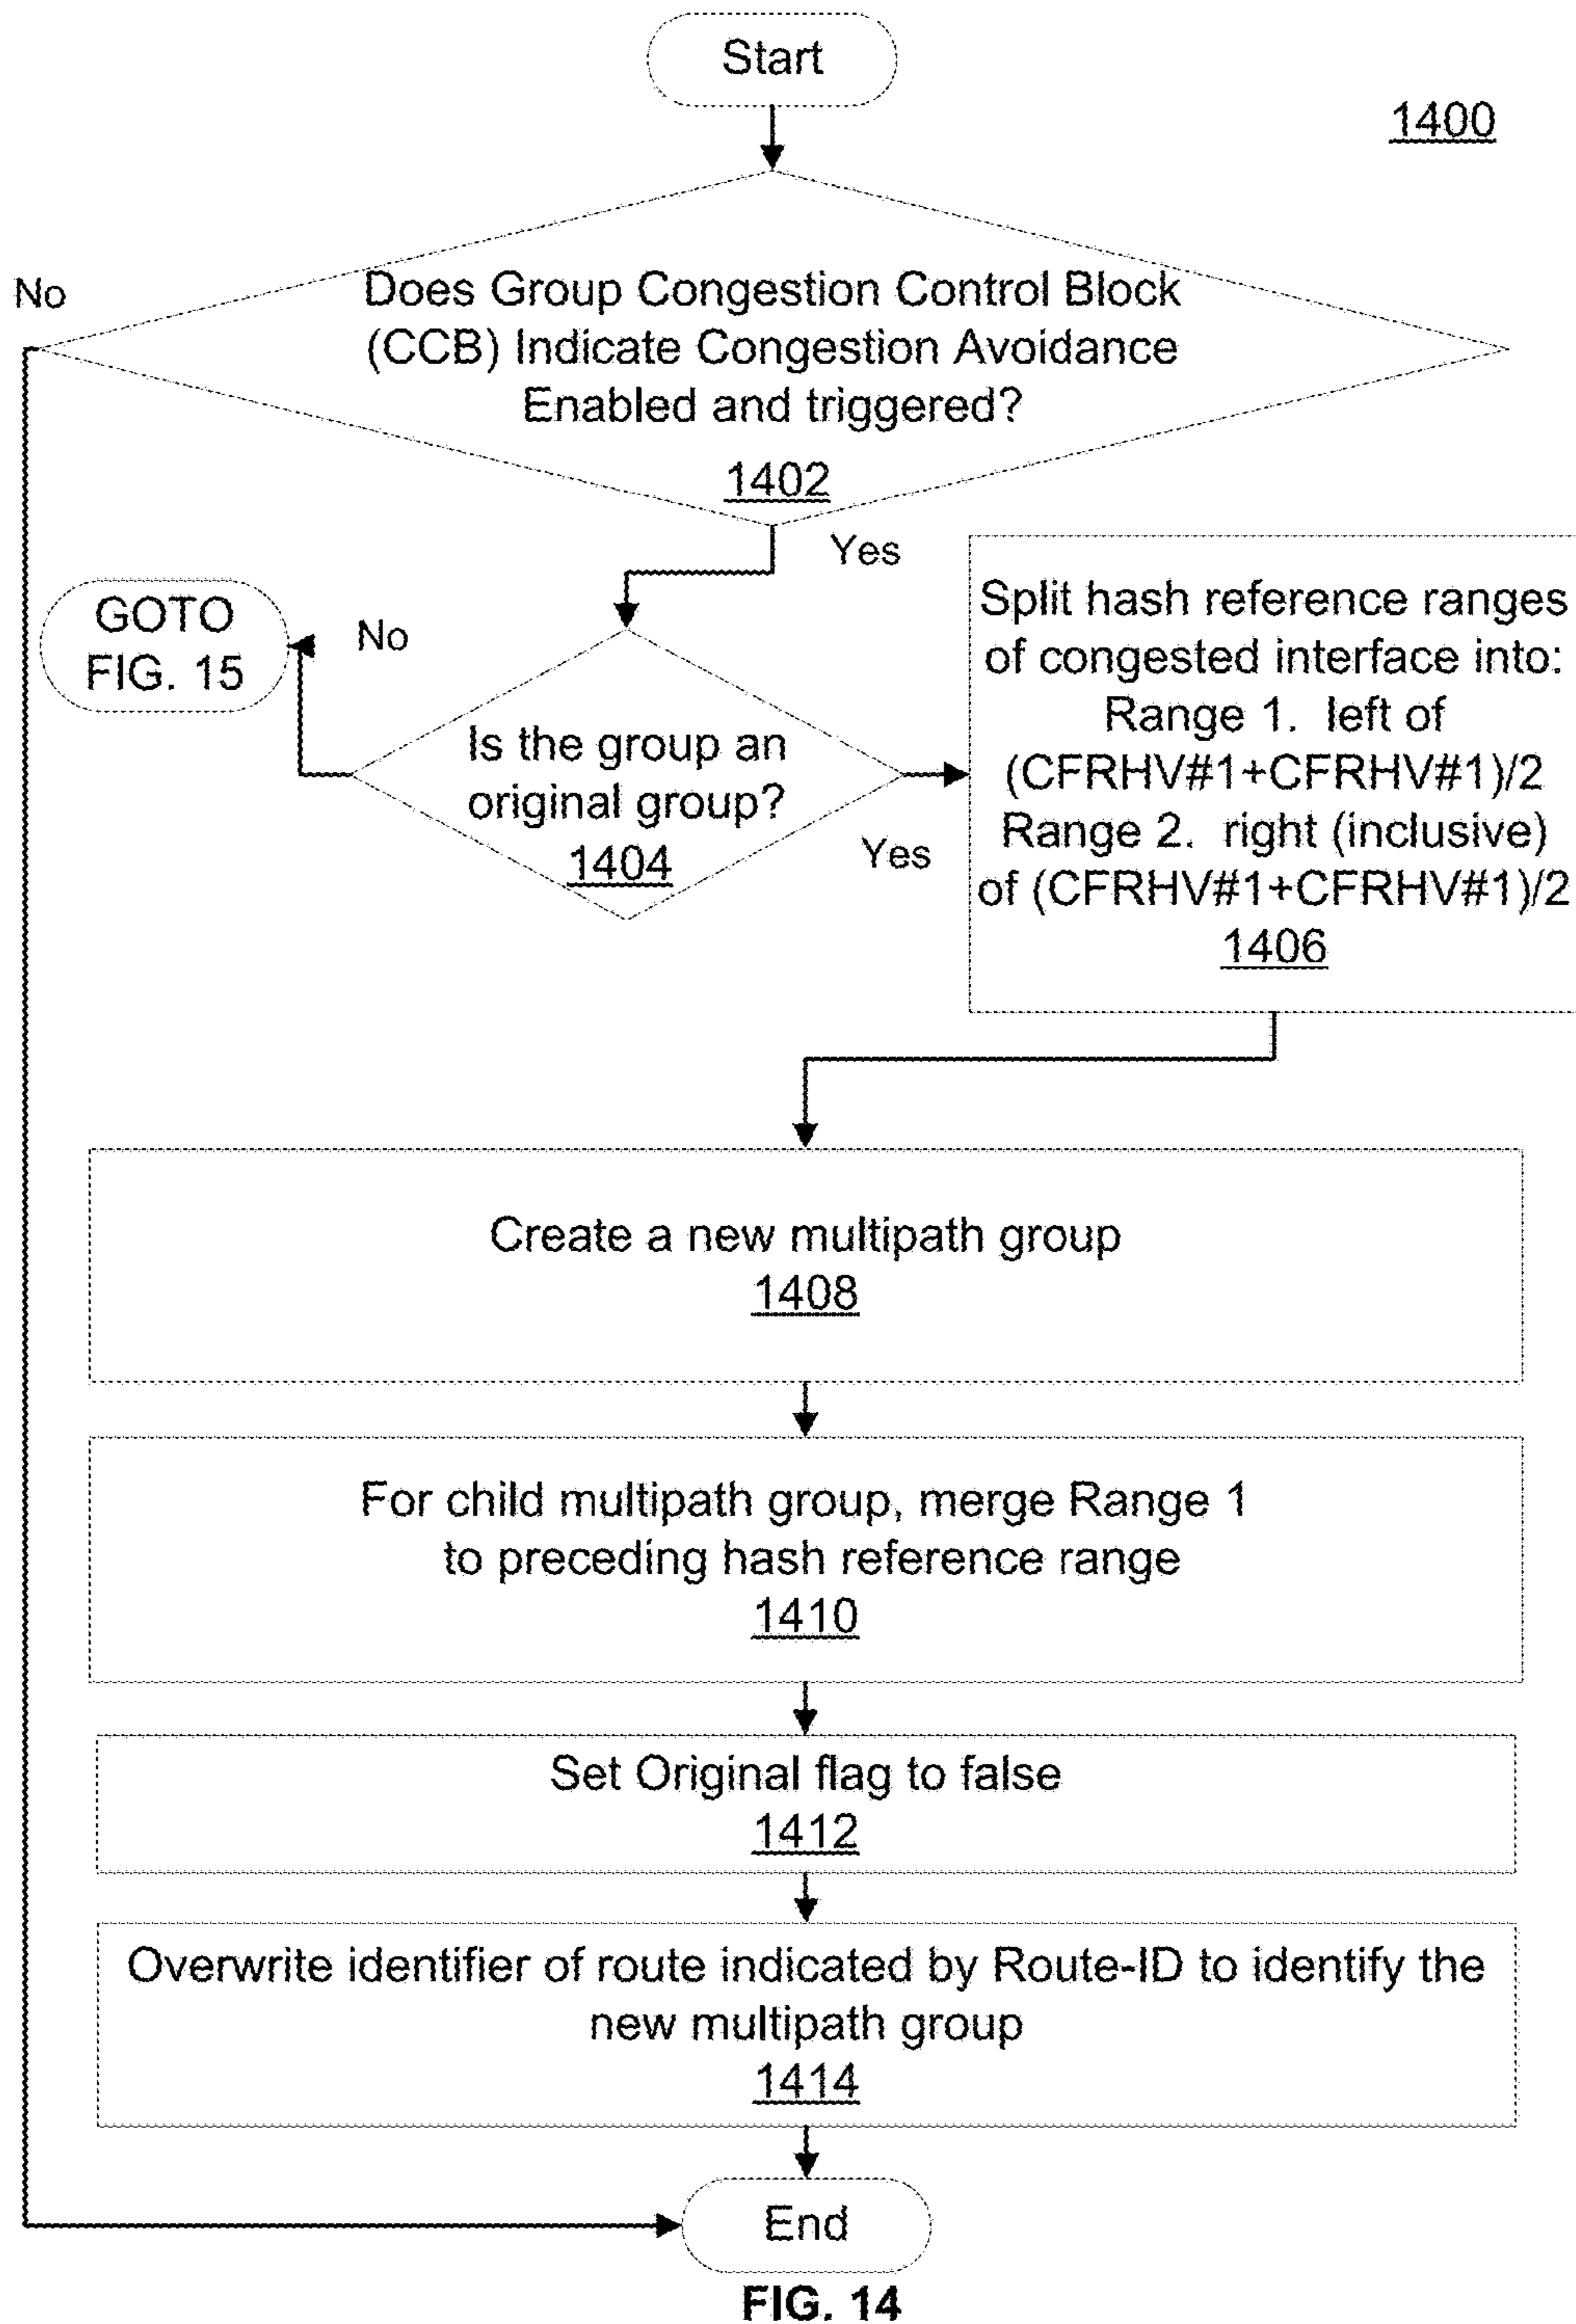 Start
1400
No
Does Group Congestion Control Block
(CCB) Indicate Congestion Avoidance
Enabled and triggered?
1402
Yes
GOTO
FIG. 15
No
Is the group an
original group?
1404
Yes
Split hash reference ranges
of congested interface into:
Range 1. left of
(CFRHV#1+CFRHV#1)/2
Range 2. right (inclusive)
of (CFRHV#1+CFRHV#1)/2
1406
Create a new multipath group
1408
For child multipath group, merge Range 1
to preceding hash reference range
1410
Set Original flag to false
1412
Overwrite identifier of route indicated by Route-ID to identify the
new multipath group
1414
End
FIG. 14